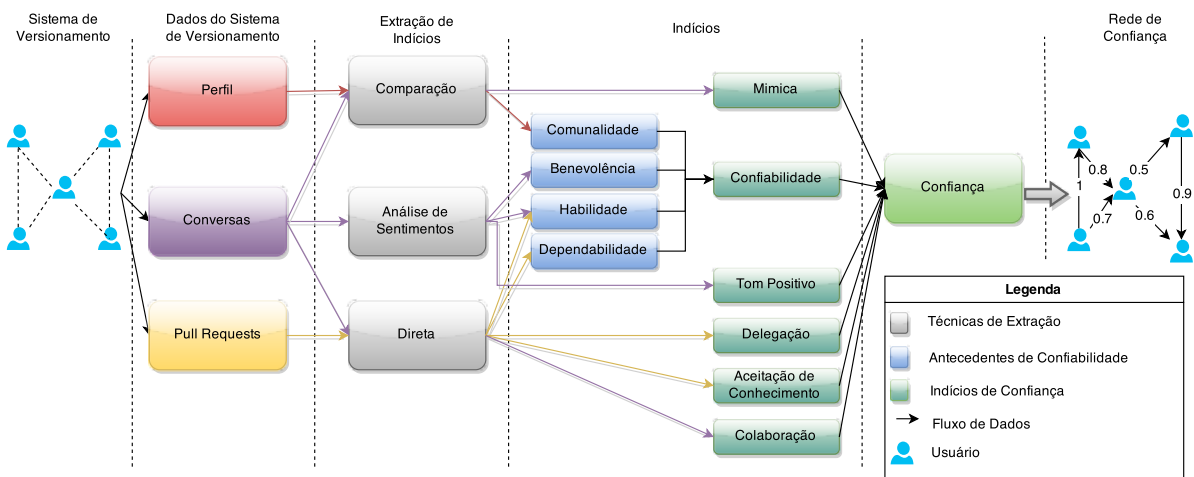 Sistema de
Versionamento
Dados do Sistema
de Versionamento
Extração de
Indícios
Indícios
Rede de
Confiança
Perfil
Conversas
Pull Requests
Comparação
Análise de
Sentimentos
Direta
Comunalidade
Benevolência
Habilidade
Dependabilidade
Mimica
Confiabilidade
Tom Positivo
Delegação
Aceitação de
Conhecimento
Colaboração
Confiança
0.8
0.5
1
0.7
0.6
0.9
Legenda
Técnicas de Extração
Antecedentes de Confiabilidade
Indícios de Confiança
Fluxo de Dados
Usuário